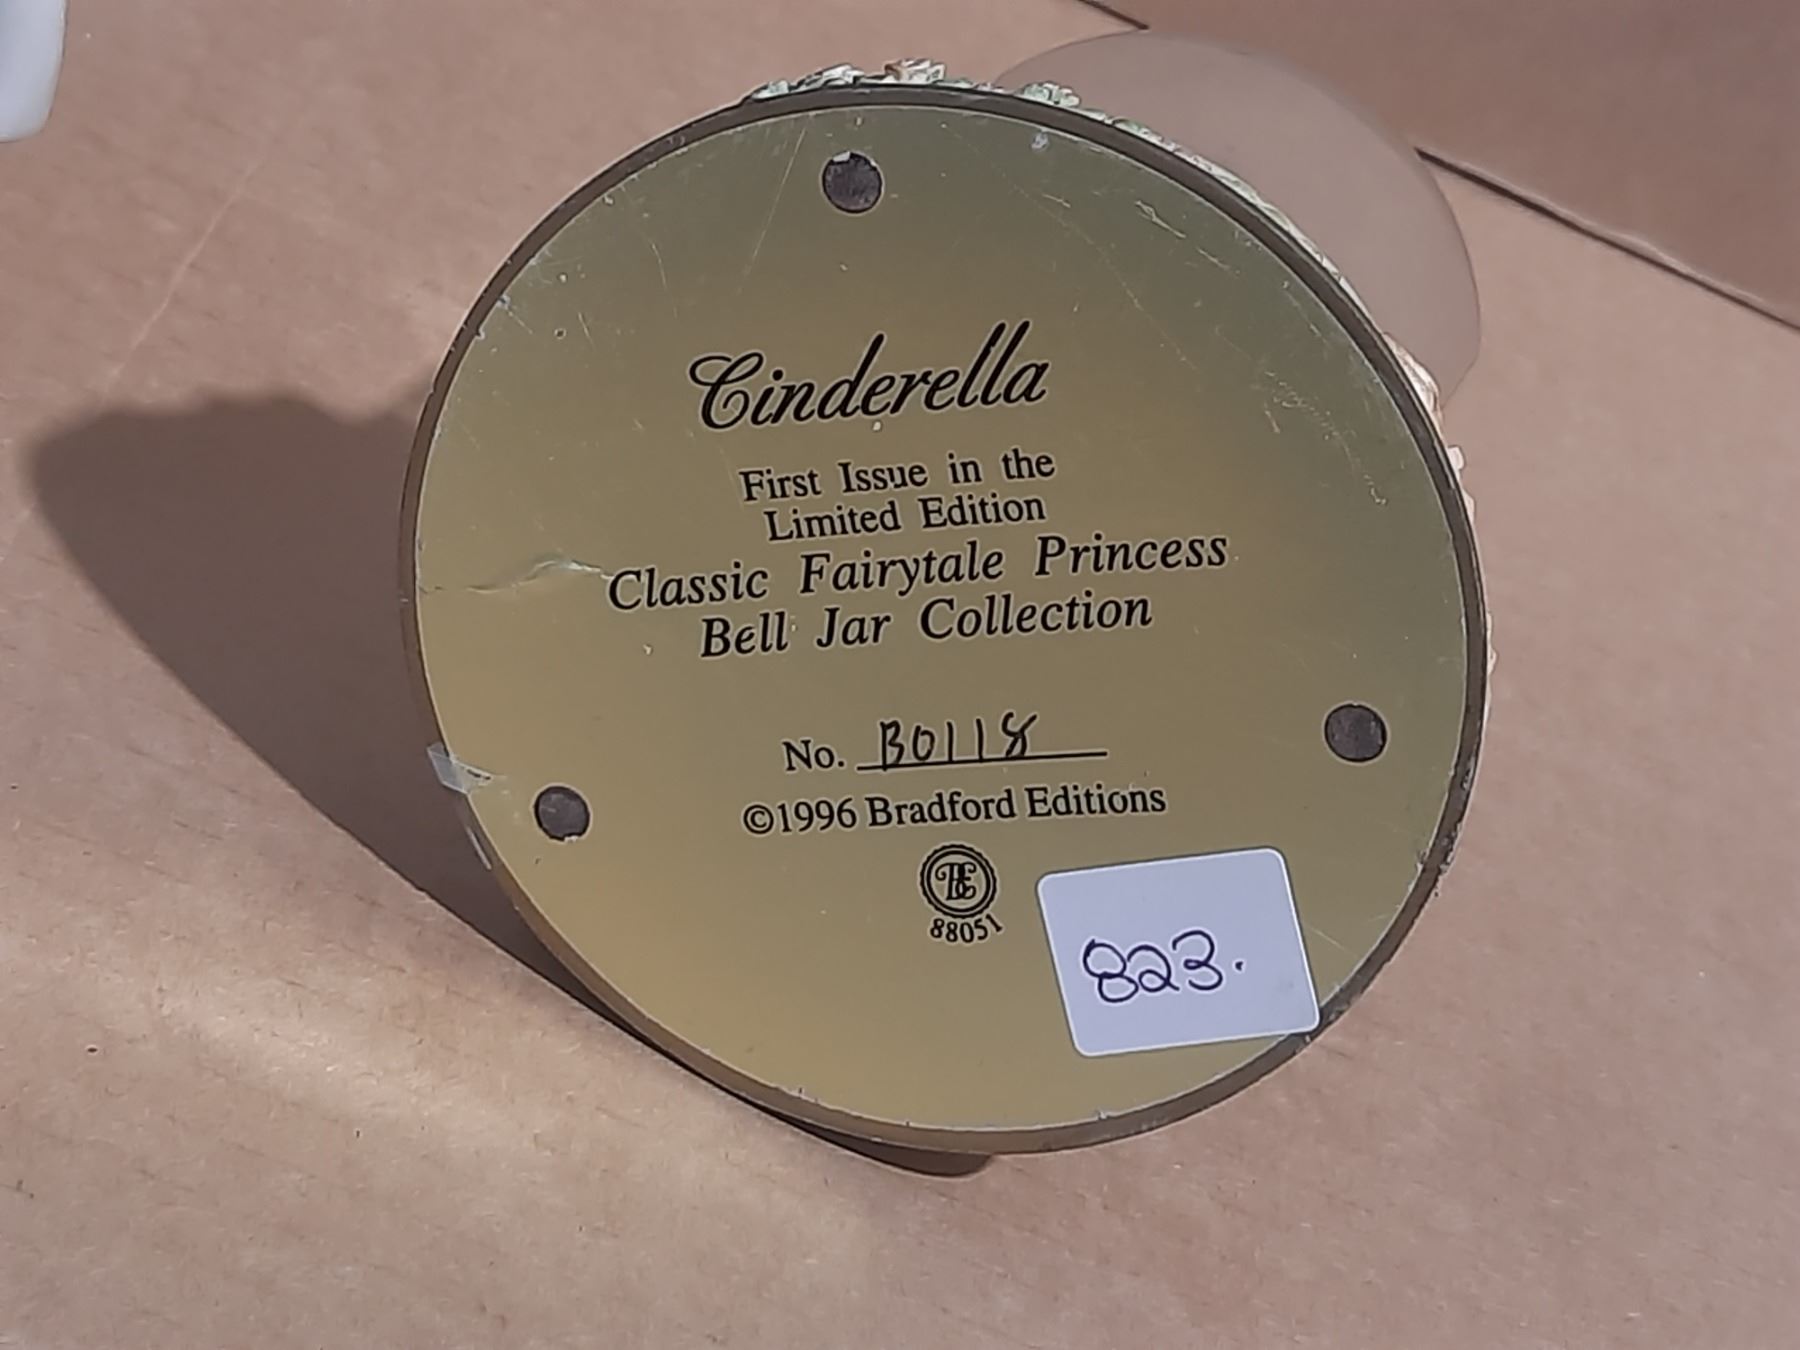 Cinderella
First Issue in the
Limited Edition
Classic Fairytale Princess
Bell Jar Collection
No. B0118
©1996 Bradford Editions
BE
88051
823.